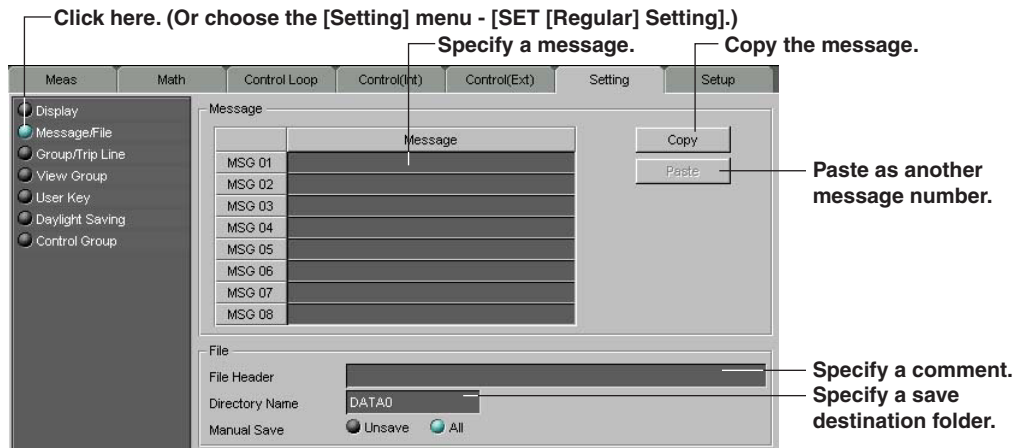 Click here. (Or choose the [Setting] menu - [SET [Regular] Setting].)
Specify a message. Copy the message.
Meas Math Control Loop Control(Int) Control(Ext) Setting Setup
Display
Message/File
Group/Trip Line
View Group
User Key
Daylight Saving
Control Group
Message
Message
MSG 01
MSG 02
MSG 03
MSG 04
MSG 05
MSG 06
MSG 07
MSG 08
Copy
Paste
Paste as another
message number.
File
File Header
Directory Name DATA0
Manual Save Unsave All
Specify a comment.
Specify a save
destination folder.